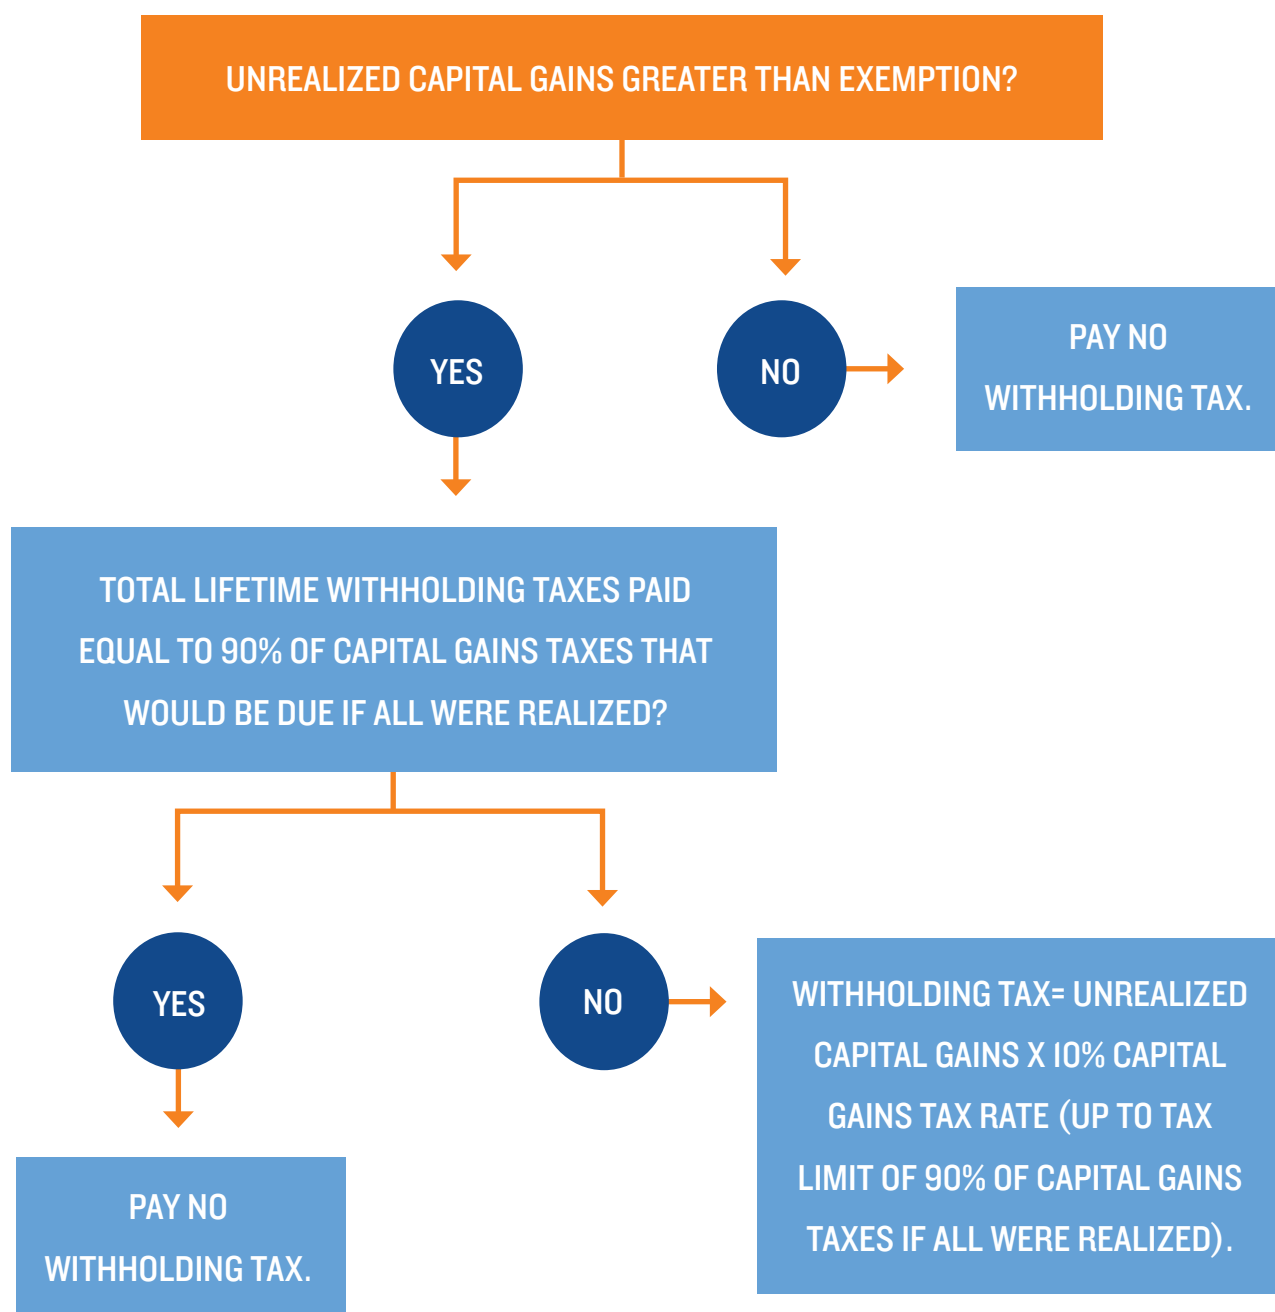 UNREALIZED CAPITAL GAINS GREATER THAN EXEMPTION?
YES
NO
PAY NO
WITHHOLDING TAX.
TOTAL LIFETIME WITHHOLDING TAXES PAID
EQUAL TO 90% OF CAPITAL GAINS TAXES THAT
WOULD BE DUE IF ALL WERE REALIZED?
YES
NO
WITHHOLDING TAX= UNREALIZED
CAPITAL GAINS X 10% CAPITAL
GAINS TAX RATE (UP TO TAX
LIMIT OF 90% OF CAPITAL GAINS
TAXES IF ALL WERE REALIZED).
PAY NO
WITHHOLDING TAX.